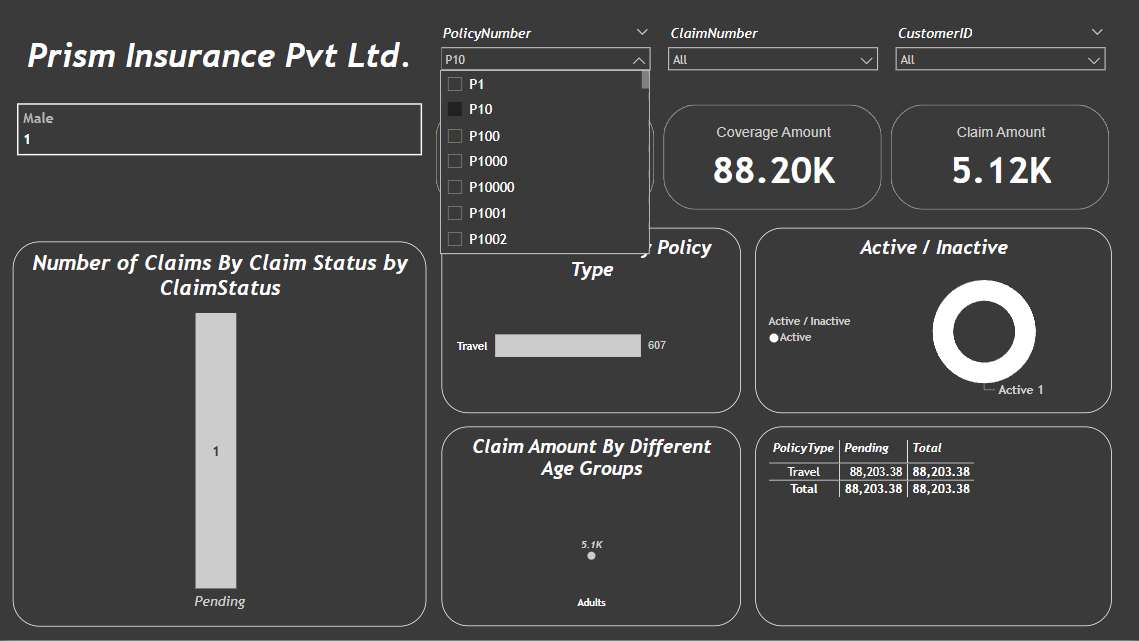 Prism Insurance Pvt Ltd.
PolicyNumber
P10
P1
P10
P100
P1000
P10000
P1001
P1002
ClaimNumber
All
CustomerID
All
Male
1
Coverage Amount
88.20K
Claim Amount
5.12K
Number of Claims By Claim Status by
ClaimStatus
1
Pending
y Policy
Type
Travel 607
Active / Inactive
Active / Inactive
Active
Active 1
Claim Amount By Different
Age Groups
5.1K
Adults
PolicyType Pending Total
Travel 88,203.38 88,203.38
Total 88,203.38 88,203.38